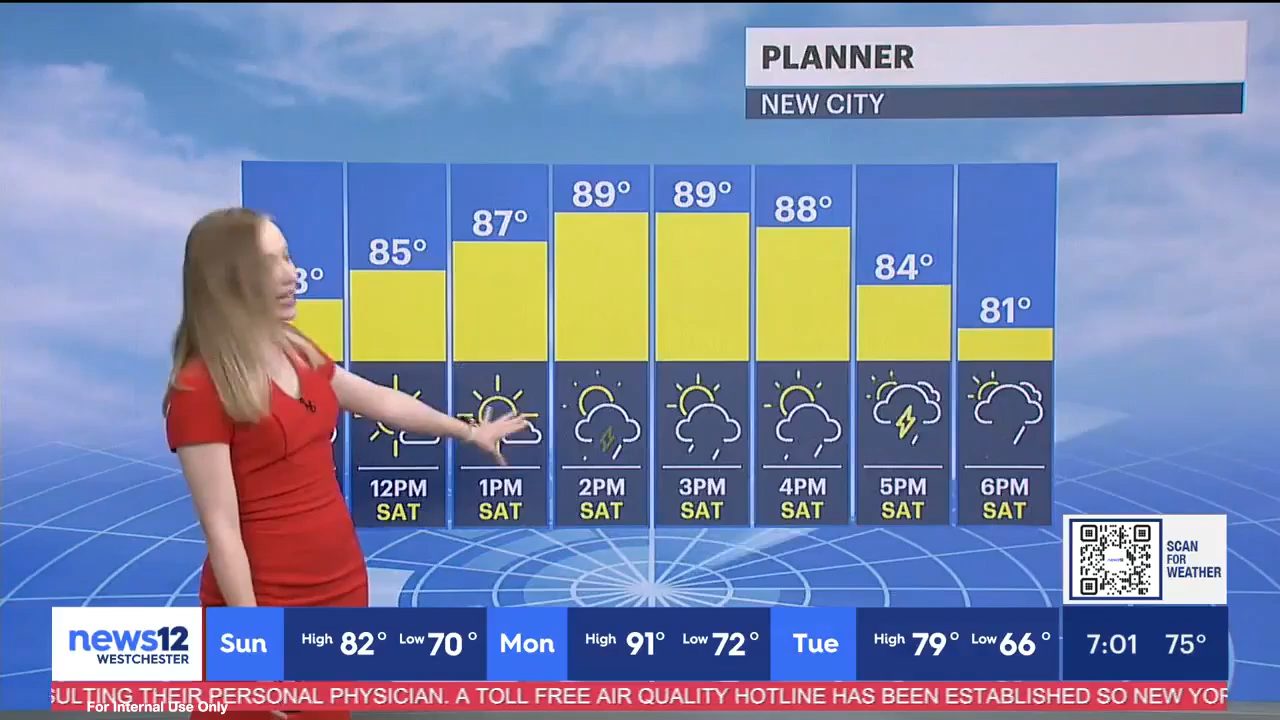 PLANNER
NEW CITY
3°
85°
87°
89°
89°
88°
84°
81°
12PM
SAT
1PM
SAT
2PM
SAT
3PM
SAT
4PM
SAT
5PM
SAT
6PM
SAT
SCAN
FOR
WEATHER
news12
WESTCHESTER
Sun High 82° Low 70°
Mon High 91° Low 72°
Tue High 79° Low 66°
7:01 75°
SULTING THEIR PERSONAL PHYSICIAN. A TOLL FREE AIR QUALITY HOTLINE HAS BEEN ESTABLISHED SO NEW YOR
For Internal Use Only